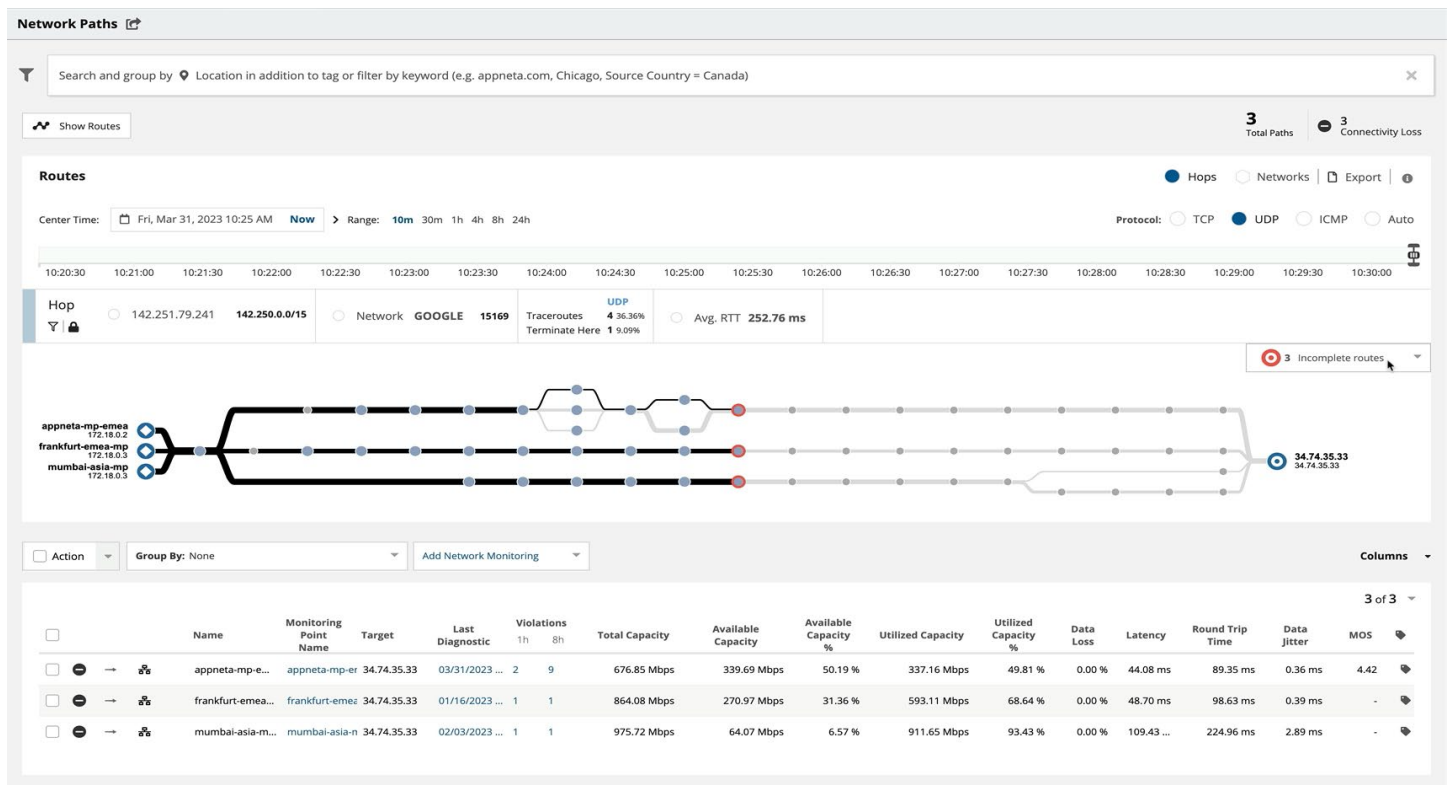 Network Paths
Search and group by Location in addition to tag or filter by keyword (e.g. appneta.com, Chicago, Source Country = Canada)
Show Routes
3 Total Paths
3 Connectivity Loss
Routes
Hops Networks Export
Center Time: Fri, Mar 31, 2023 10:25 AM Now Range: 10m 30m 1h 4h 8h 24h
Protocol: TCP UDP ICMP Auto
10:20:30 10:21:00 10:21:30 10:22:00 10:22:30 10:23:00 10:23:30 10:24:00 10:24:30 10:25:00 10:25:30 10:26:00 10:26:30 10:27:00 10:27:30 10:28:00 10:28:30 10:29:00 10:29:30 10:30:00
Hop
142.251.79.241 142.250.0.0/15
Network GOOGLE 15169
UDP
Traceroutes 4 36.36%
Terminate Here 1 9.09%
Avg. RTT 252.76 ms
3 Incomplete routes
appneta-mp-emea
172.18.0.2
frankfurt-emea-mp
172.18.0.3
mumbai-asia-mp
172.18.0.3
34.74.35.33
34.74.35.33
Action
Group By: None
Add Network Monitoring
Columns
3 of 3
Name Monitoring Point Name Target Last Diagnostic Violations 1h 8h Total Capacity Available Capacity Available Capacity % Utilized Capacity Utilized Capacity % Data Loss Latency Round Trip Time Data Jitter MOS
appneta-mp-e... appneta-mp-er 34.74.35.33 03/31/2023 ... 2 9 676.85 Mbps 339.69 Mbps 50.19 % 337.16 Mbps 49.81 % 0.00 % 44.08 ms 89.35 ms 0.36 ms 4.42
frankfurt-emea... frankfurt-emea 34.74.35.33 01/16/2023 ... 1 1 864.08 Mbps 270.97 Mbps 31.36 % 593.11 Mbps 68.64 % 0.00 % 48.70 ms 98.63 ms 0.39 ms -
mumbai-asia-m... mumbai-asia-n 34.74.35.33 02/03/2023 ... 1 1 975.72 Mbps 64.07 Mbps 6.57 % 911.65 Mbps 93.43 % 0.00 % 109.43 ... 224.96 ms 2.89 ms -